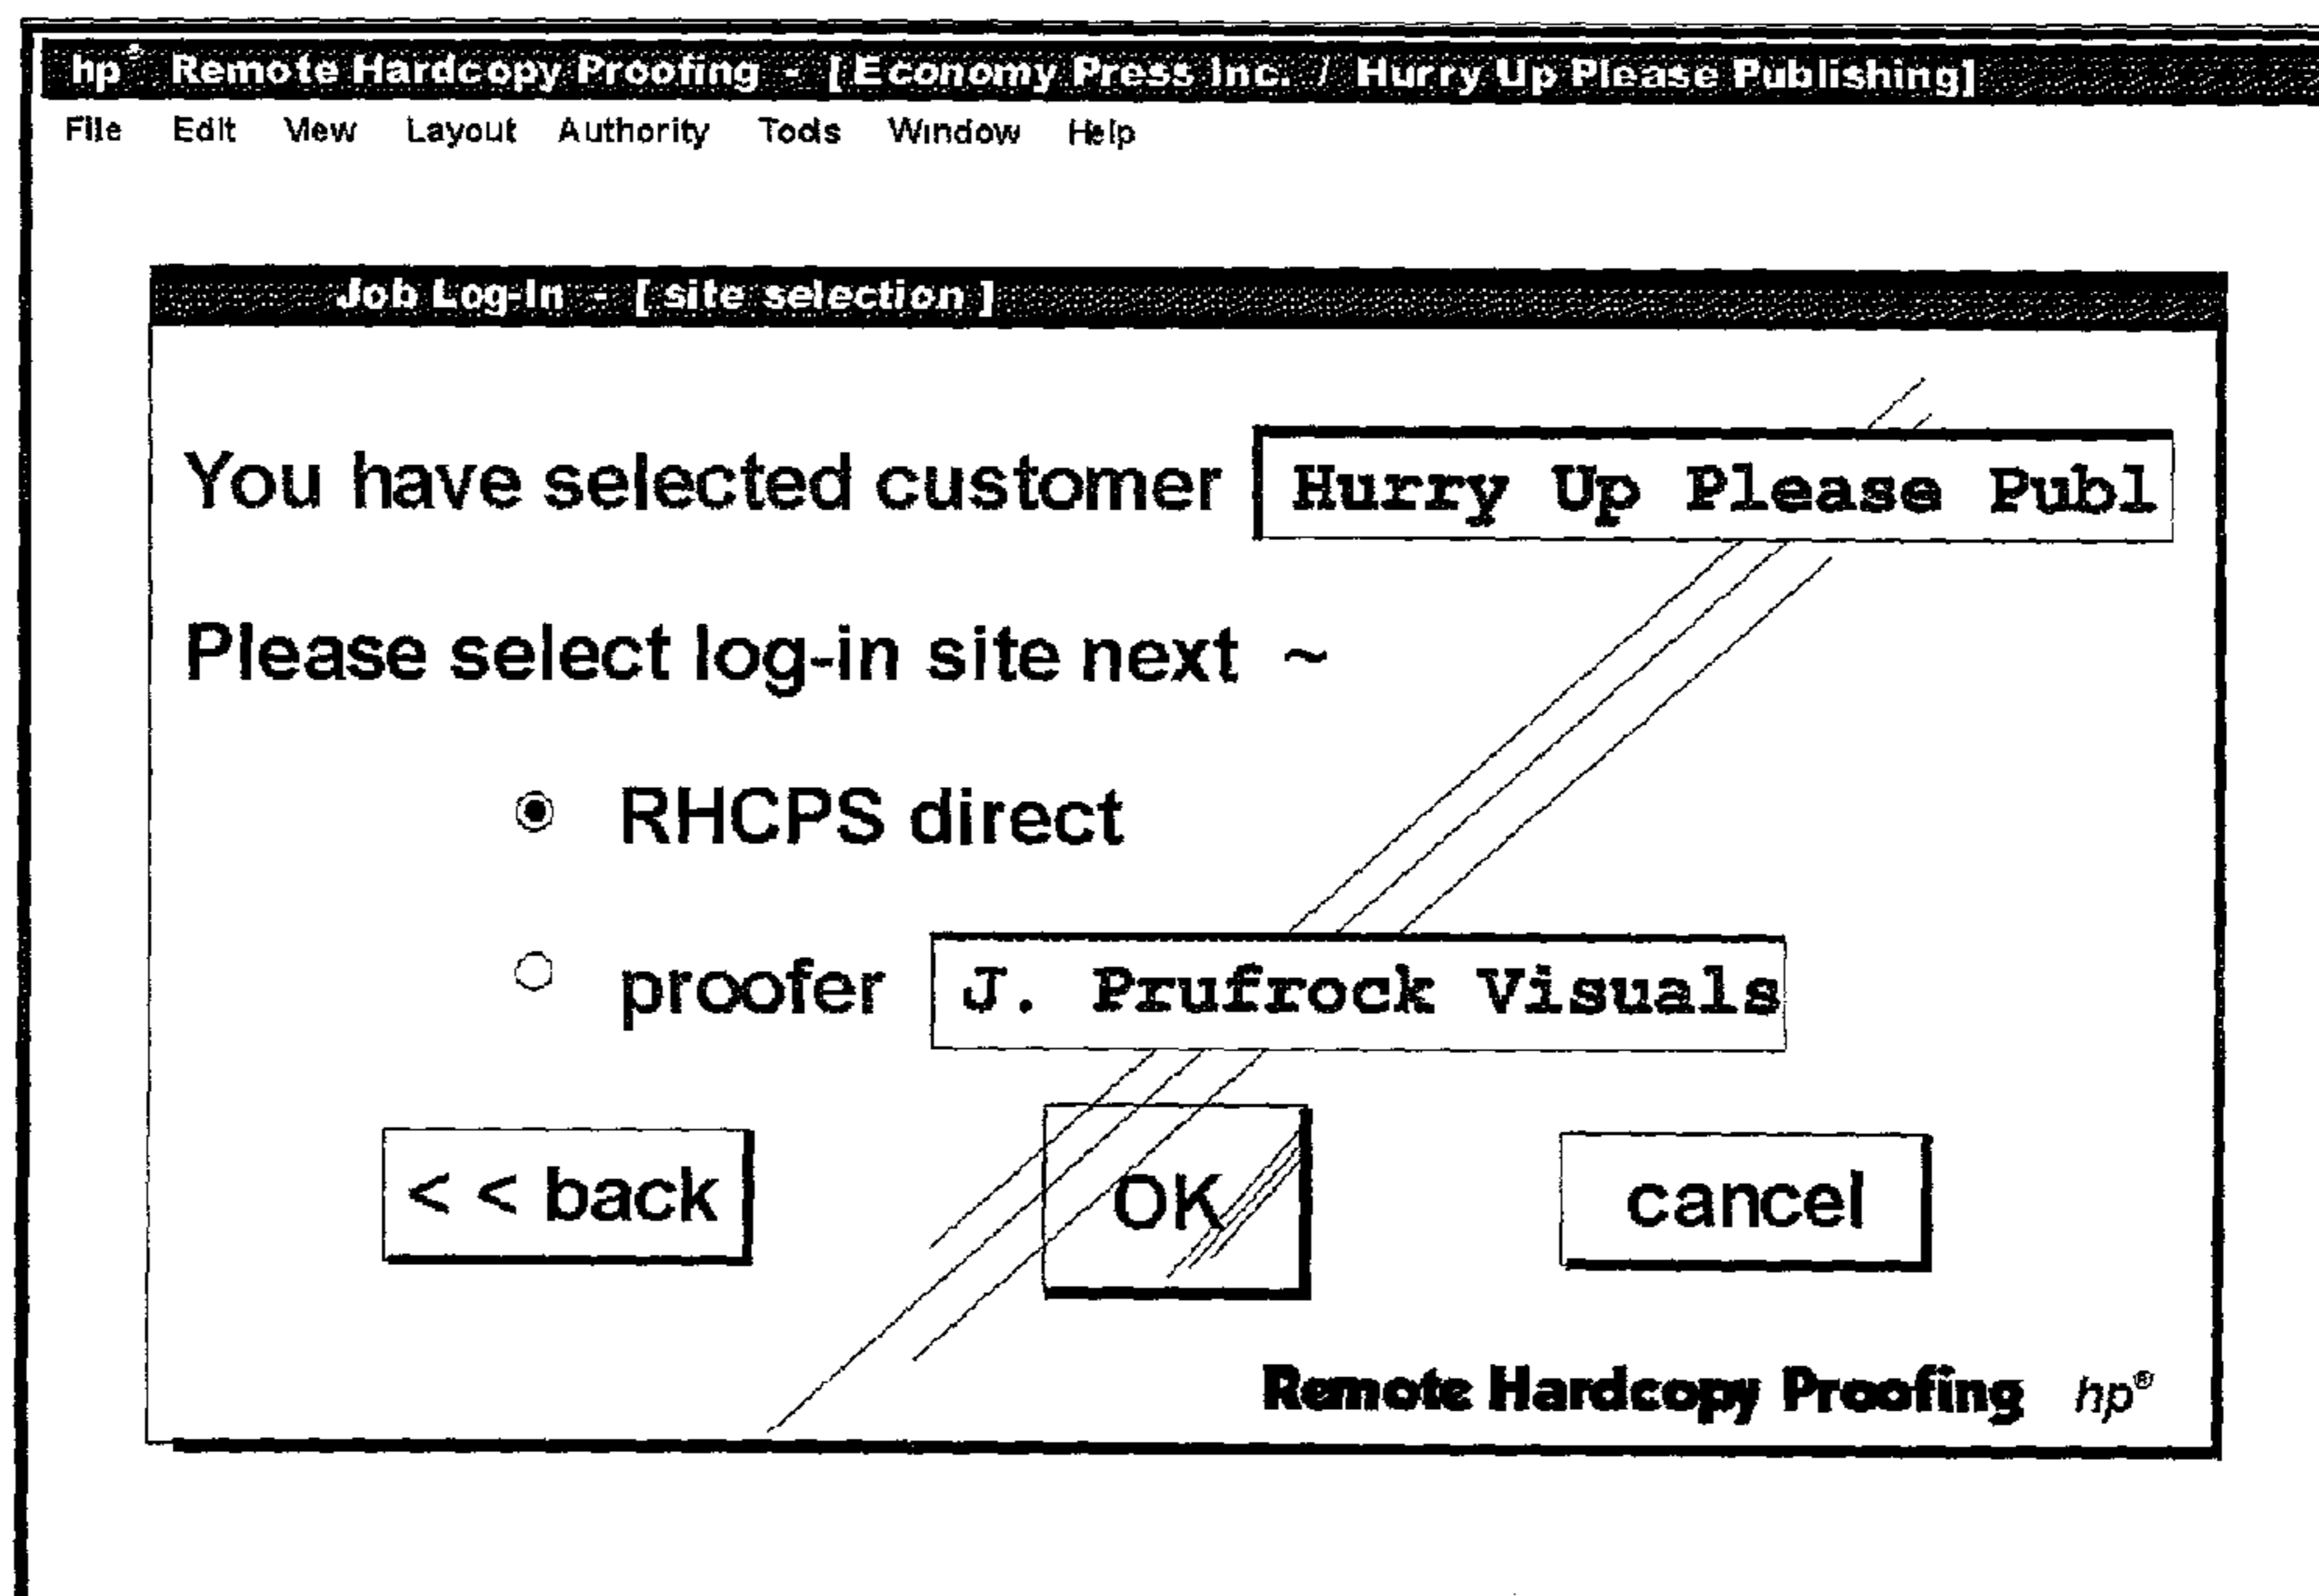 hp® Remote Hardcopy Proofing - [Economy Press Inc. / Hurry Up Please Publishing]
File Edit View Layout Authority Tools Window Help
Job Log-In - [ site selection ]
You have selected customer Hurry Up Please Publ
Please select log-in site next ~
RHCPS direct
proofer J. Prufrock Visuals
< < back OK cancel
Remote Hardcopy Proofing hp®